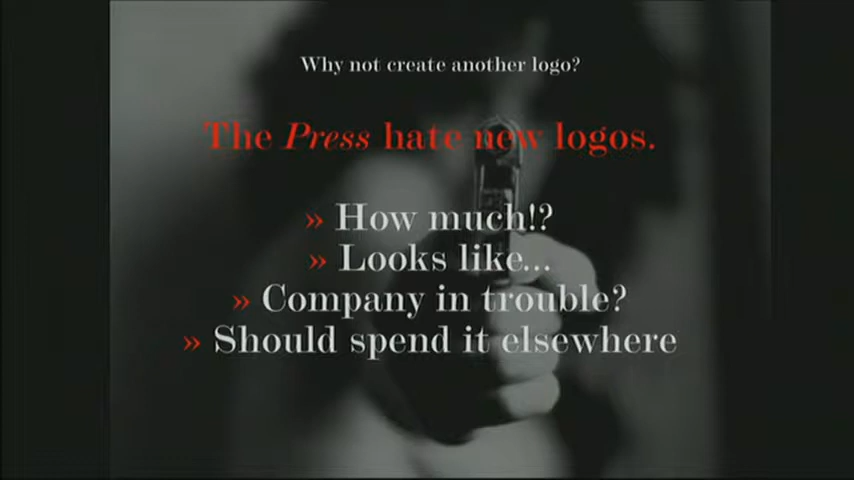 Why not create another logo?
The Press hate new logos.
» How much!?
» Looks like...
» Company in trouble?
» Should spend it elsewhere